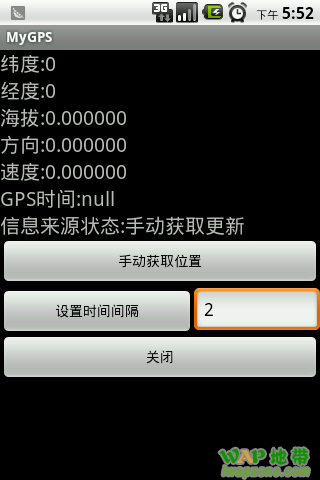 3G 下午 5:52
MyGPS
纬度:0
经度:0
海拔:0.000000
方向:0.000000
速度:0.000000
GPS时间:null
信息来源状态:手动获取更新
手动获取位置
设置时间间隔 2
关闭
WAP地带
iwapzone.com